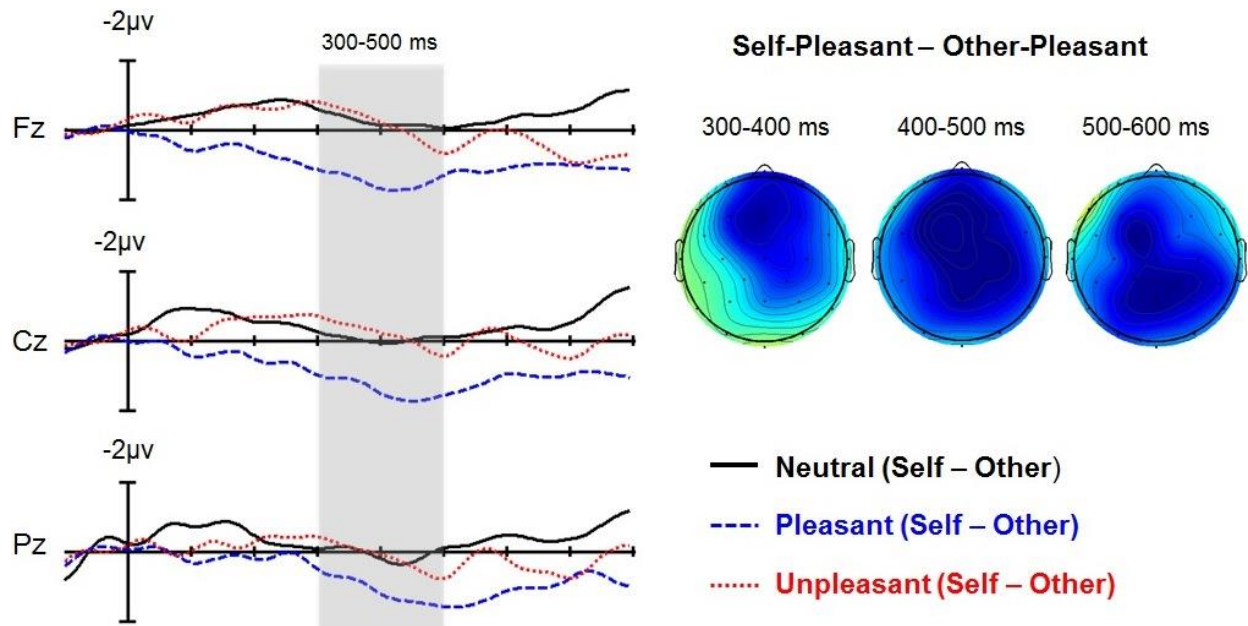 -2µv
300-500 ms
Fz
-2µv
Cz
-2µv
Pz
Self-Pleasant – Other-Pleasant
300-400 ms
400-500 ms
500-600 ms
Neutral (Self – Other)
Pleasant (Self – Other)
Unpleasant (Self – Other)